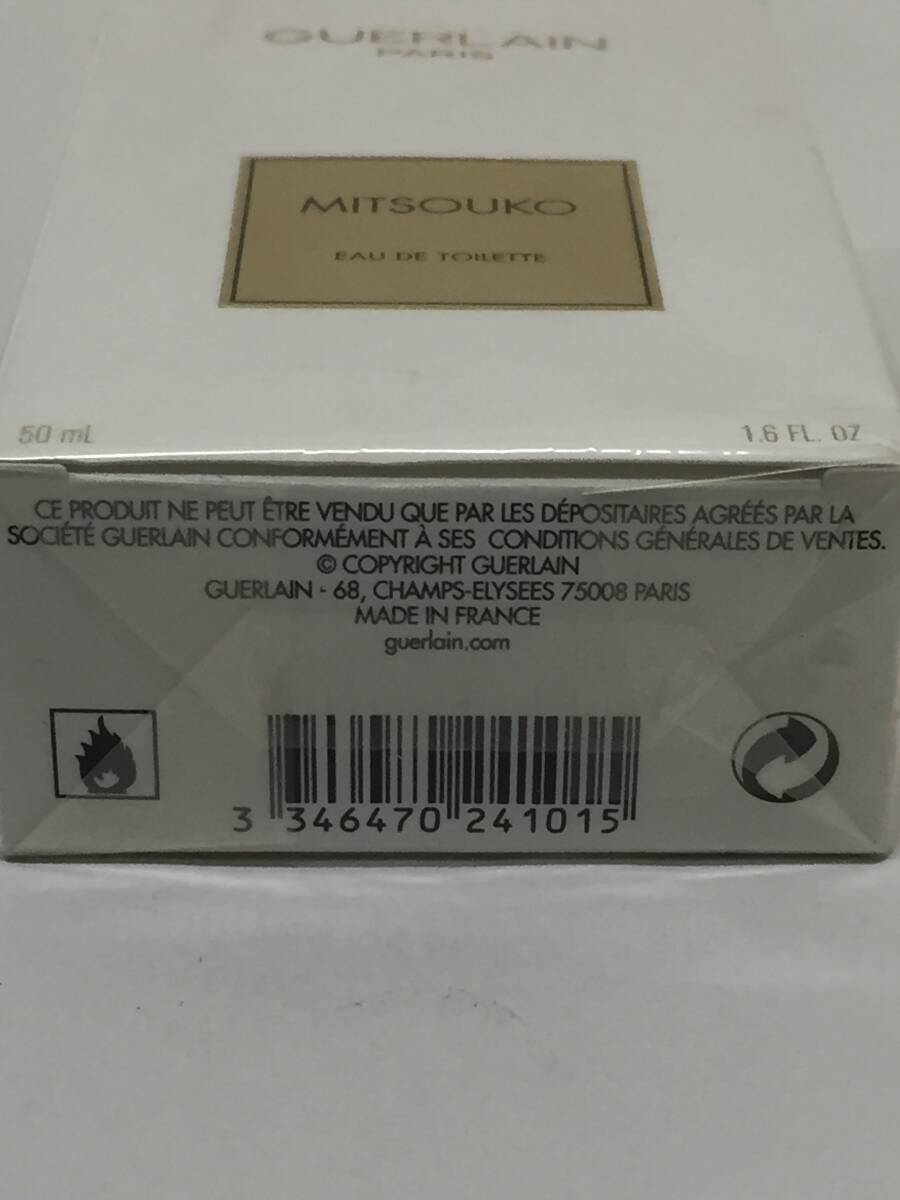 GUERLAIN
PARIS
MITSOUKO
EAU DE TOILETTE
50 mL
1.6 FL. OZ
CE PRODUIT NE PEUT ÊTRE VENDU QUE PAR LES DÉPOSITAIRES AGRÉÉS PAR LA
SOCIÉTÉ GUERLAIN CONFORMÉMENT À SES CONDITIONS GÉNÉRALES DE VENTES.
© COPYRIGHT GUERLAIN
GUERLAIN - 68, CHAMPS-ELYSEES 75008 PARIS
MADE IN FRANCE
guerlain.com
3 346470 241015